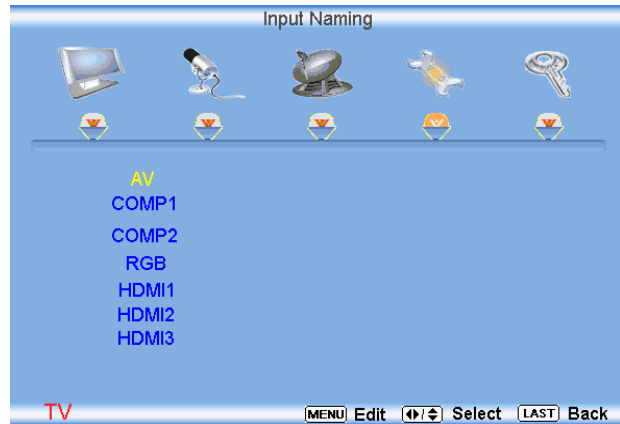 Input Naming
AV
COMP1
COMP2
RGB
HDMI1
HDMI2
HDMI3
TV MENU Edit / Select LAST Back